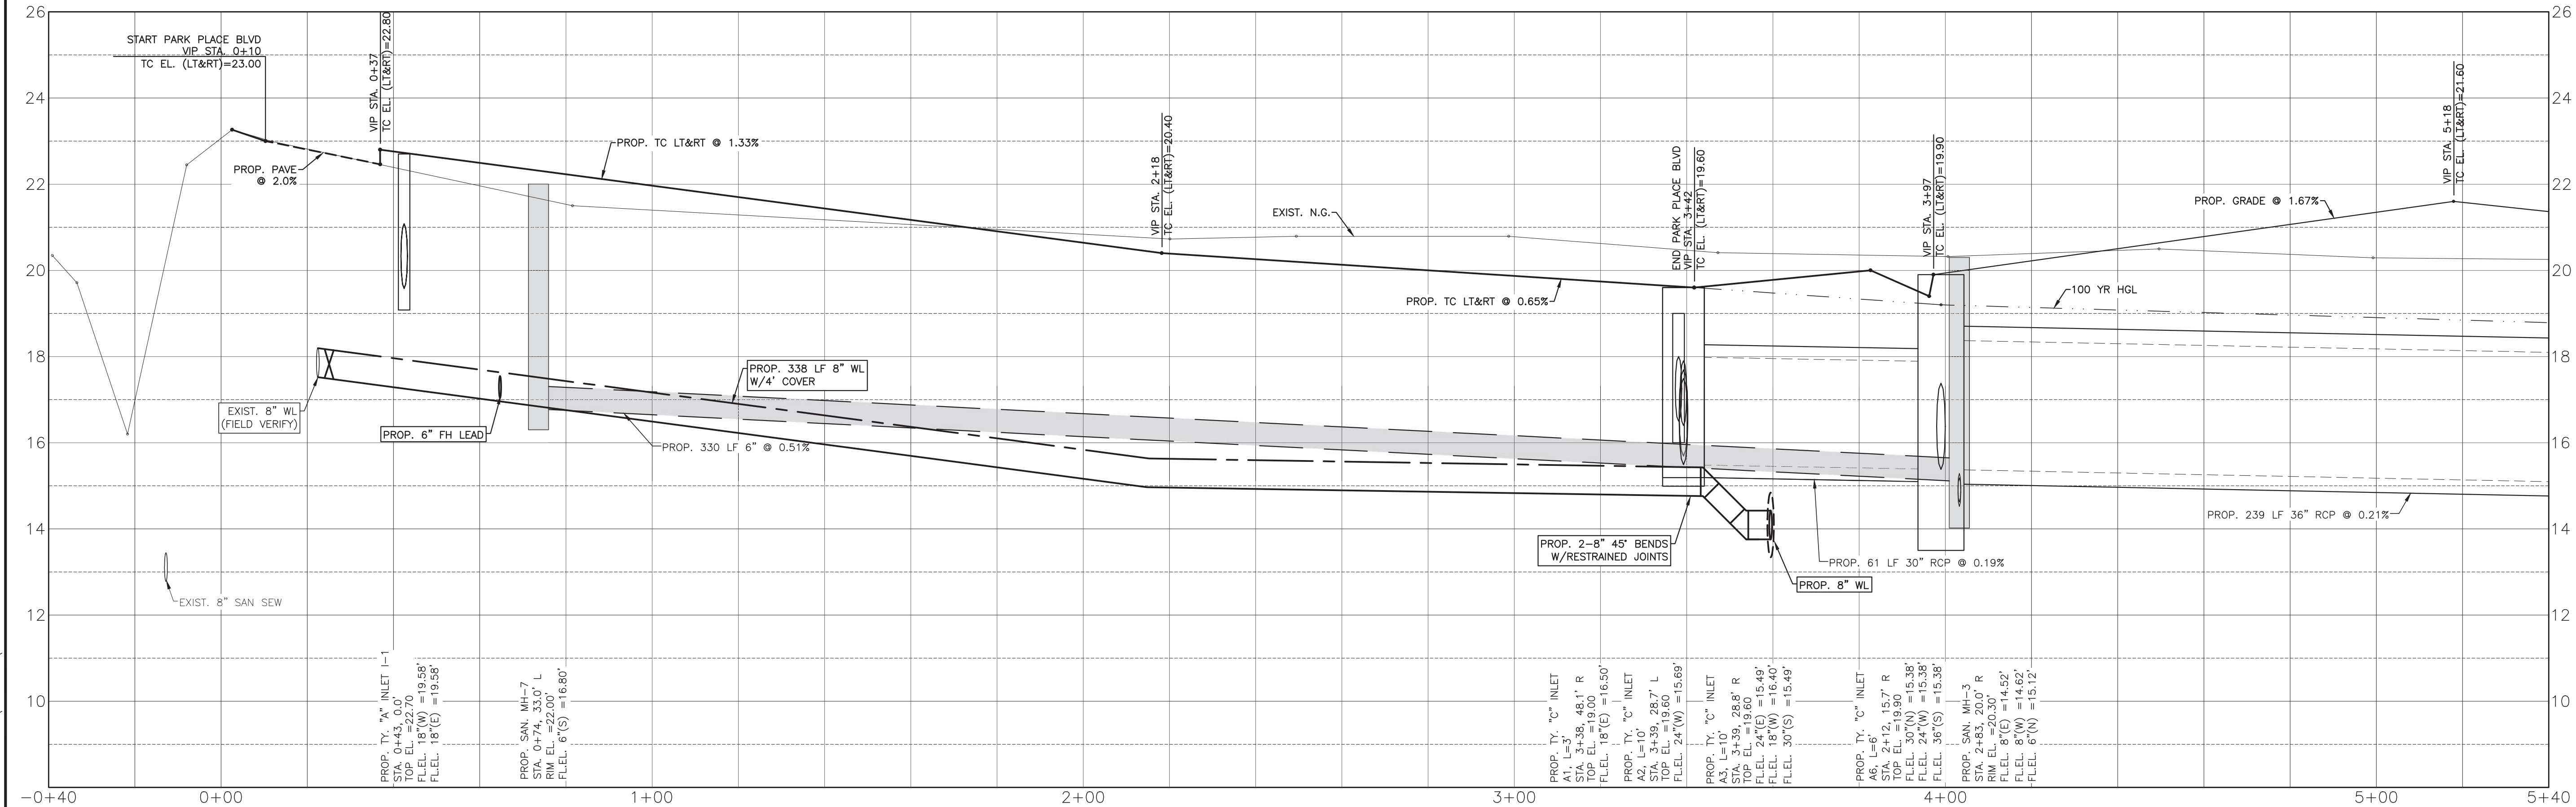 26
24
22
20
18
16
14
12
10
26
24
22
20
18
16
14
12
10
START PARK PLACE BLVD
VIP STA. 0+10
TC EL. (LT&RT)=23.00
VIP STA. 0+37
TC EL. (LT&RT)=22.80
PROP. PAVE
@ 2.0%
PROP. TC LT&RT @ 1.33%
VIP STA. 2+18
TC EL. (LT&RT)=20.40
EXIST. N.G.
PROP. TC LT&RT @ 0.65%
END PARK PLACE BLVD
VIP STA. 3+42
TC EL. (LT&RT)=19.60
VIP STA. 3+97
TC EL. (LT&RT)=19.90
PROP. GRADE @ 1.67%
VIP STA. 5+18
TC EL. (LT&RT)=21.60
100 YR HGL
EXIST. 8" WL
(FIELD VERIFY)
PROP. 6" FH LEAD
PROP. 338 LF 8" WL
W/4' COVER
PROP. 330 LF 6" @ 0.51%
PROP. 2-8" 45° BENDS
W/RESTRAINED JOINTS
PROP. 61 LF 30" RCP @ 0.19%
PROP. 8" WL
PROP. 239 LF 36" RCP @ 0.21%
EXIST. 8" SAN SEW
PROP. TY. "A" INLET I-1
STA. 0+43, 0.0'
TOP EL. =22.70
FL.EL. 18"(W) =19.58'
FL.EL. 18"(E) =19.58'
PROP. SAN. MH-7
STA. 0+74, 33.0' L
RIM EL. =22.00'
FL.EL. 6"(S) =16.80'
PROP. TY. "C" INLET
A1, L=3'
STA. 3+38, 48.1' R
TOP EL. =19.00
FL.EL. 18"(E) =16.50'
PROP. TY. "C" INLET
A2, L=10'
STA. 3+39, 28.7' L
TOP EL. =19.60
FL.EL. 24"(W) =15.69'
PROP. TY. "C" INLET
A3, L=10'
STA. 3+39, 28.8' R
TOP EL. =19.60
FL.EL. 24"(E) =15.49'
FL.EL. 18"(W) =16.40'
FL.EL. 30"(S) =15.49'
PROP. TY. "C" INLET
A6, L=6'
STA. 2+12, 15.7' R
TOP EL. =19.90
FL.EL. 30"(N) =15.38'
FL.EL. 24"(W) =15.38'
FL.EL. 36"(S) =15.38'
PROP. SAN. MH-3
STA. 2+83, 20.0' R
RIM EL. =20.30'
FL.EL. 8"(E) =14.52'
FL.EL. 8"(W) =14.62'
FL.EL. 6"(N) =15.12'
-0+40
0+00
1+00
2+00
3+00
4+00
5+00
5+40